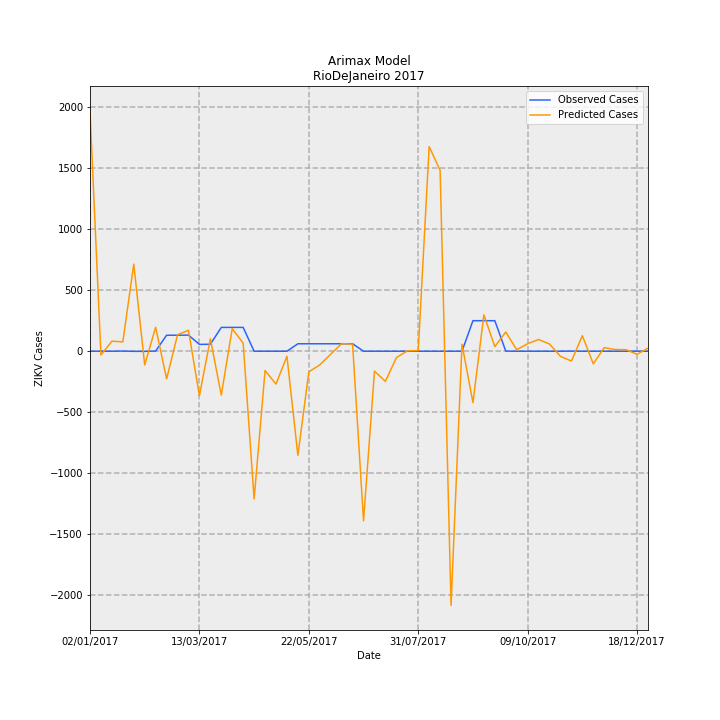 Arimax Model
RioDeJaneiro 2017
Observed Cases
Predicted Cases
2000
1500
1000
500
0
−500
−1000
−1500
−2000
ZIKV Cases
02/01/2017 13/03/2017 22/05/2017 31/07/2017 09/10/2017 18/12/2017
Date